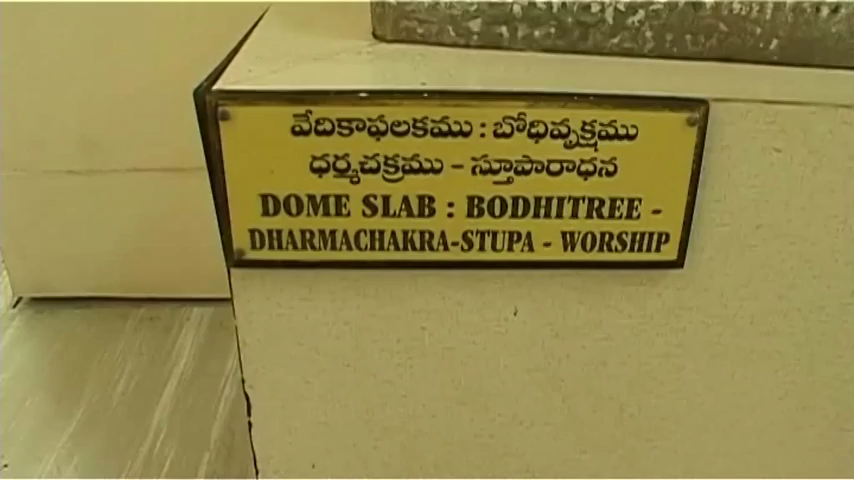 వేదికాఫలకము : బోధివృక్షము
ధర్మచక్రము - స్తూపారాధన
DOME SLAB : BODHITREE -
DHARMACHAKRA-STUPA - WORSHIP